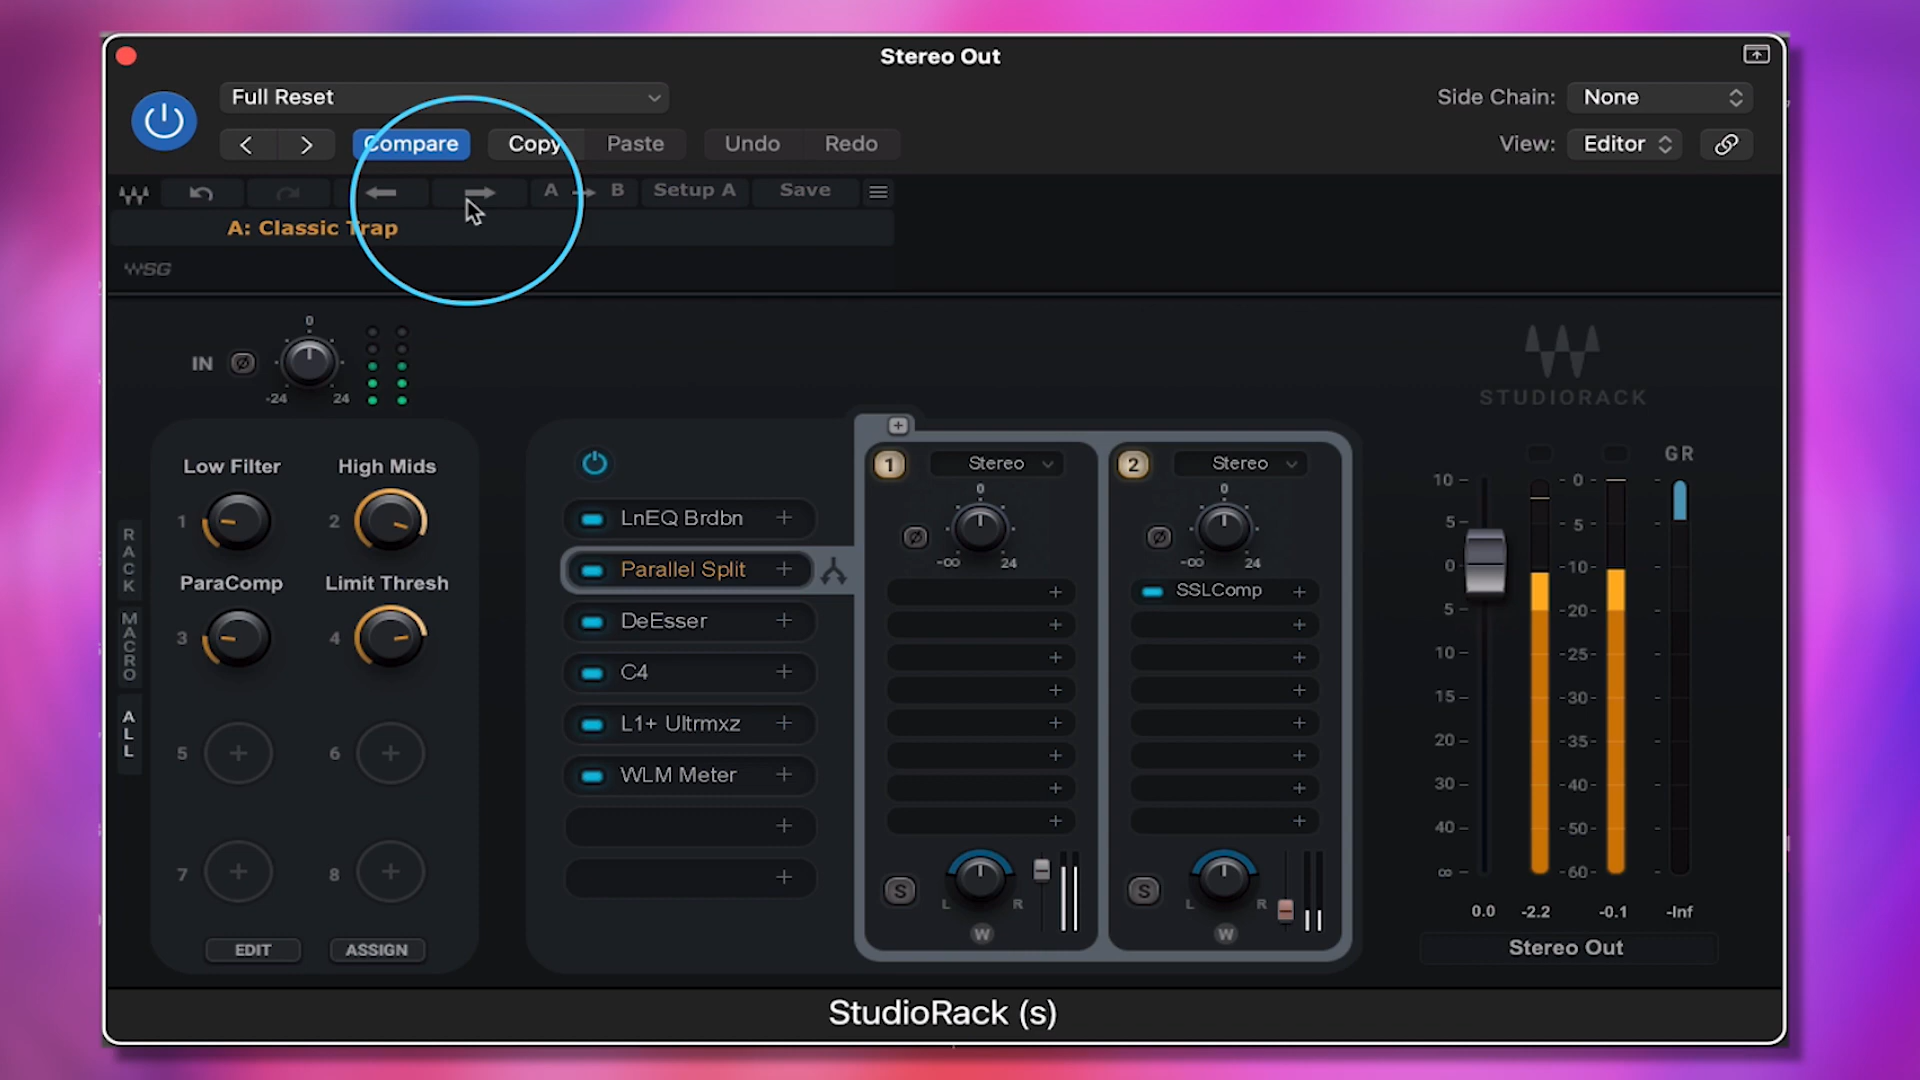 Stereo Out
Full Reset
Side Chain: None
< > Compare Copy Paste Undo Redo
View: Editor
A B Setup A Save
A: Classic Trap
WSG
IN 0 -24 24
STUDIORACK
RACK
MACRO
ALL
Low Filter High Mids
1 2
ParaComp Limit Thresh
3 4
5 6
7 8
EDIT ASSIGN
LnEQ Brdbn +
Parallel Split +
DeEsser +
C4 +
L1+ Ultrmxz +
WLM Meter +
+
+
+
1 Stereo
0
Ø
-∞ 24
S L R
W
2 Stereo
0
Ø
-∞ 24
SSLComp +
S L R
W
GR
10 0
5 5
0 10
5 20
10 25
15 30
20 35
30 40
40 50
∞ 60
0.0 -2.2 -0.1 -Inf
Stereo Out
StudioRack (s)